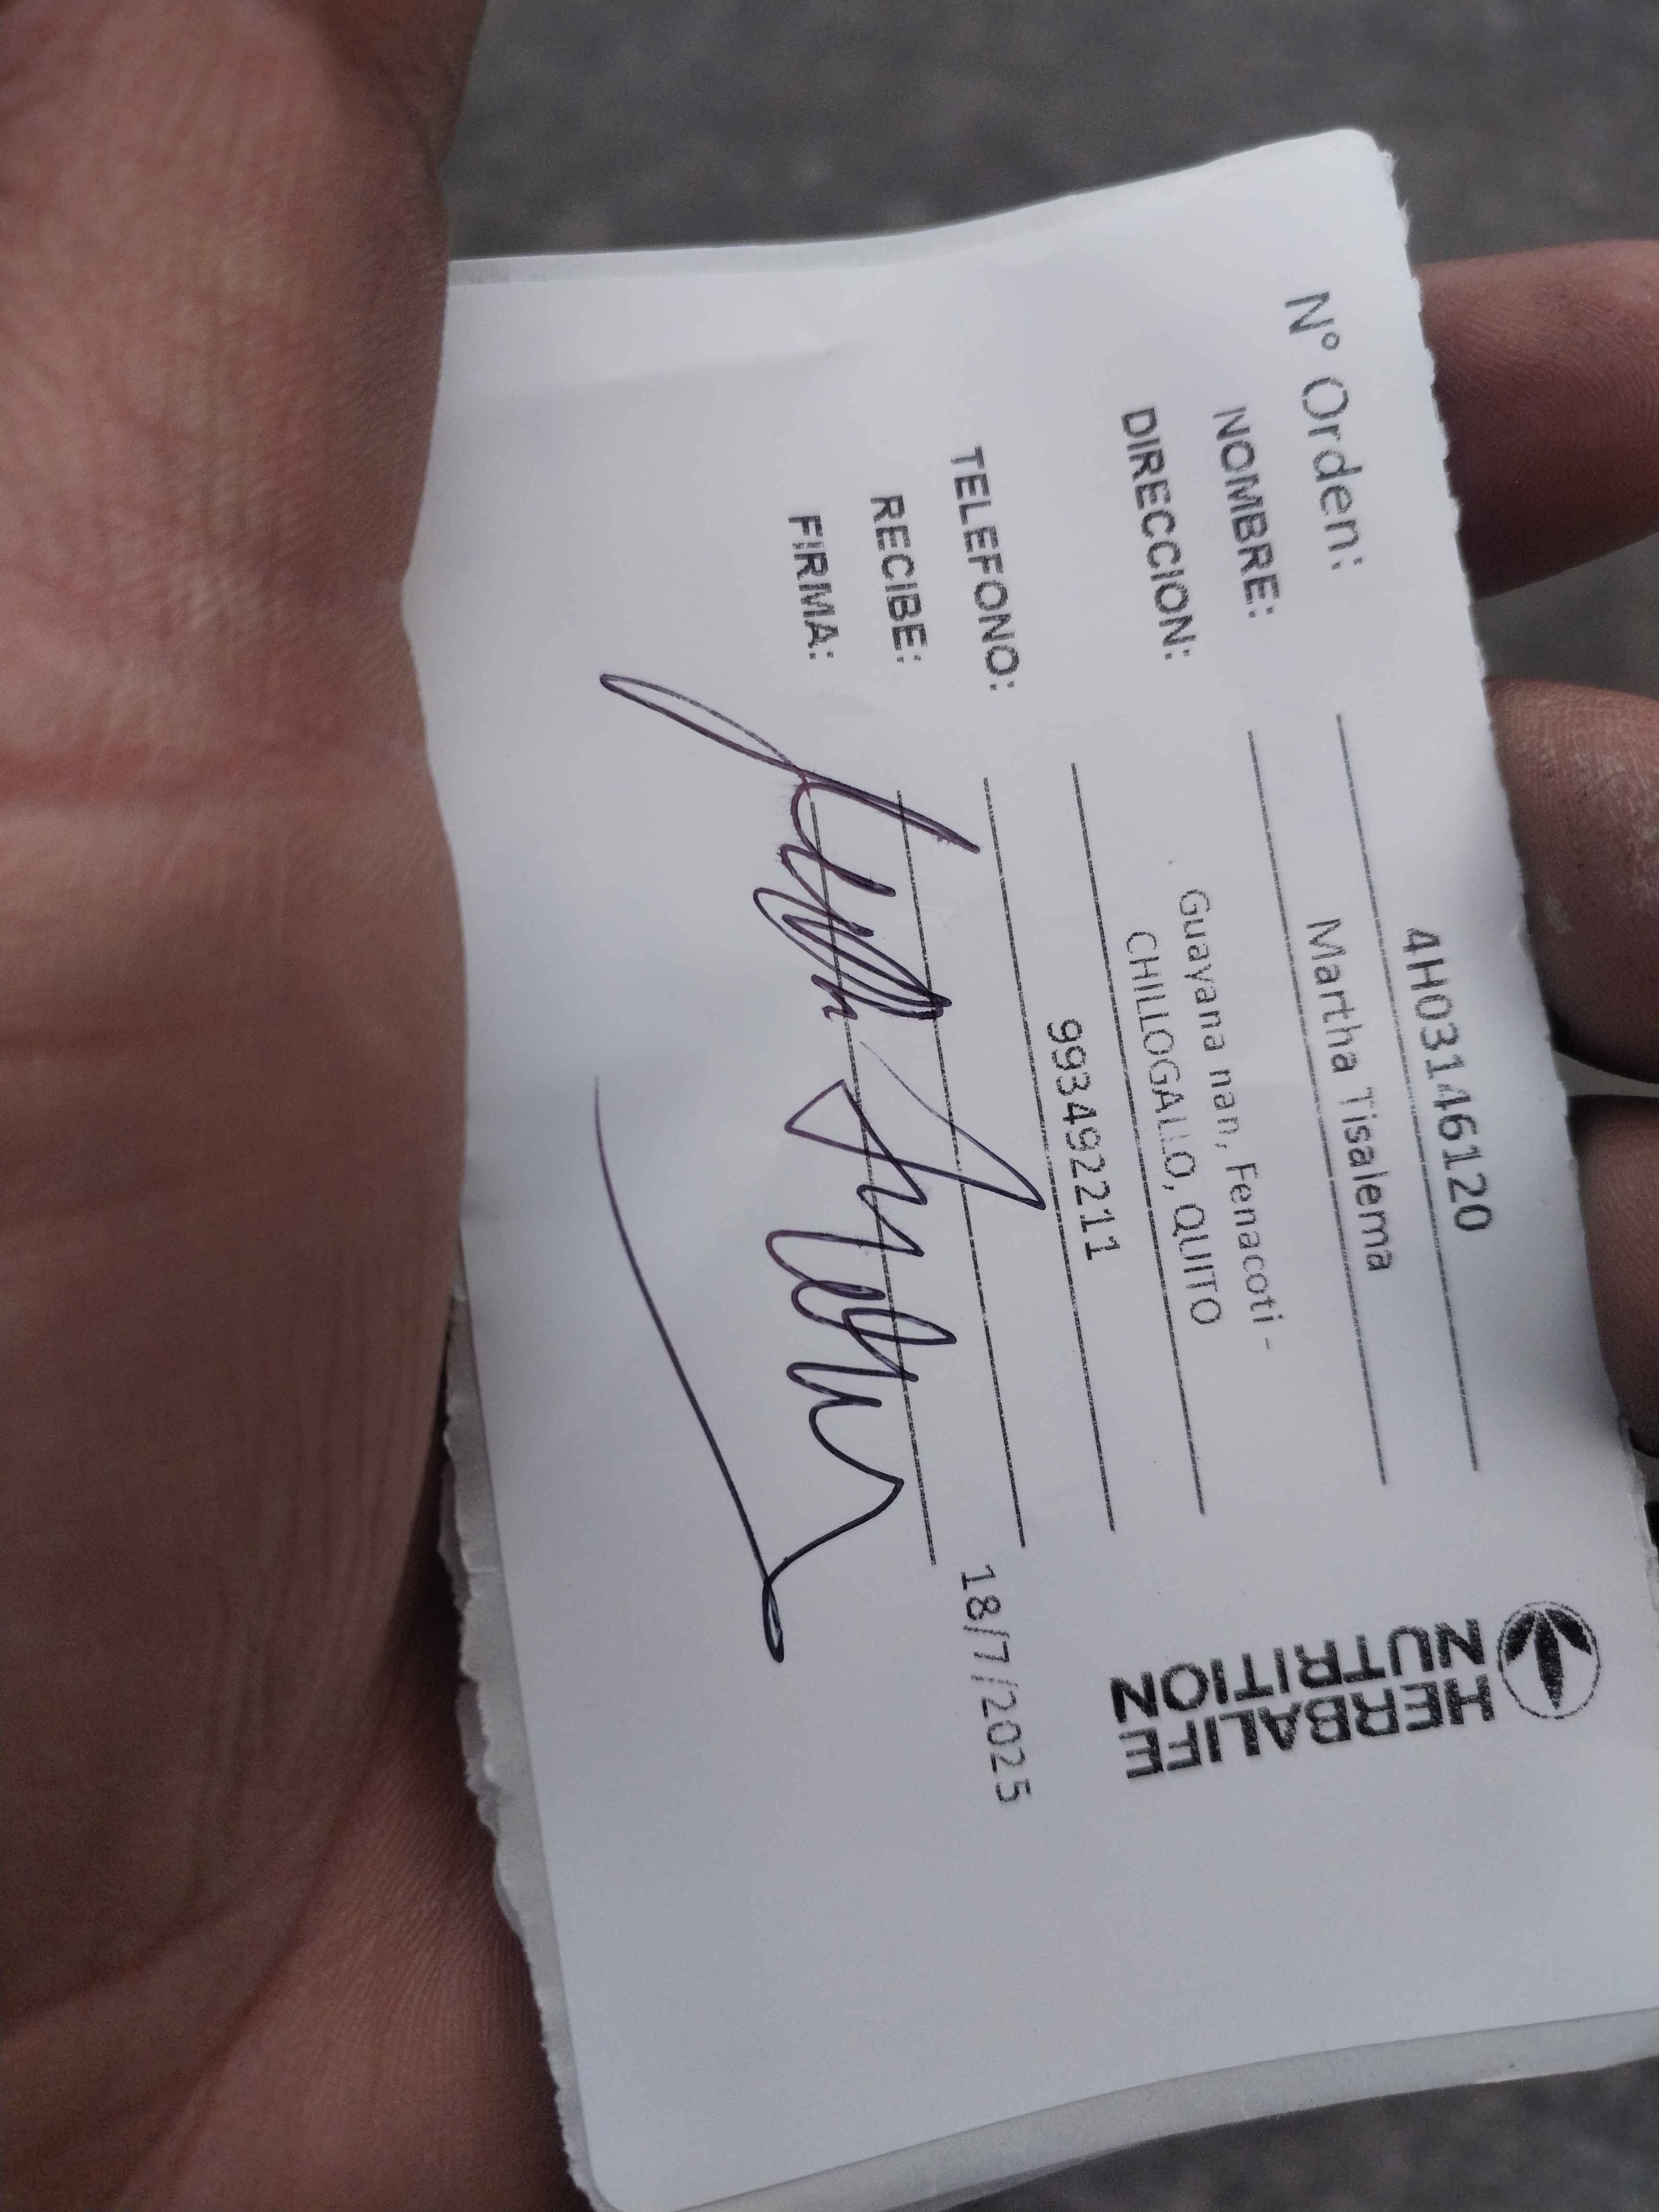 N° Orden: 4H03146120
NOMBRE: Martha Tisalema
DIRECCION: Guayana nan, Fenacoti - CHILLOGALLO, QUITO
TELEFONO: 993492211
RECIBE:
FIRMA:
18/7/2025
HERBALIFE
NUTRITION